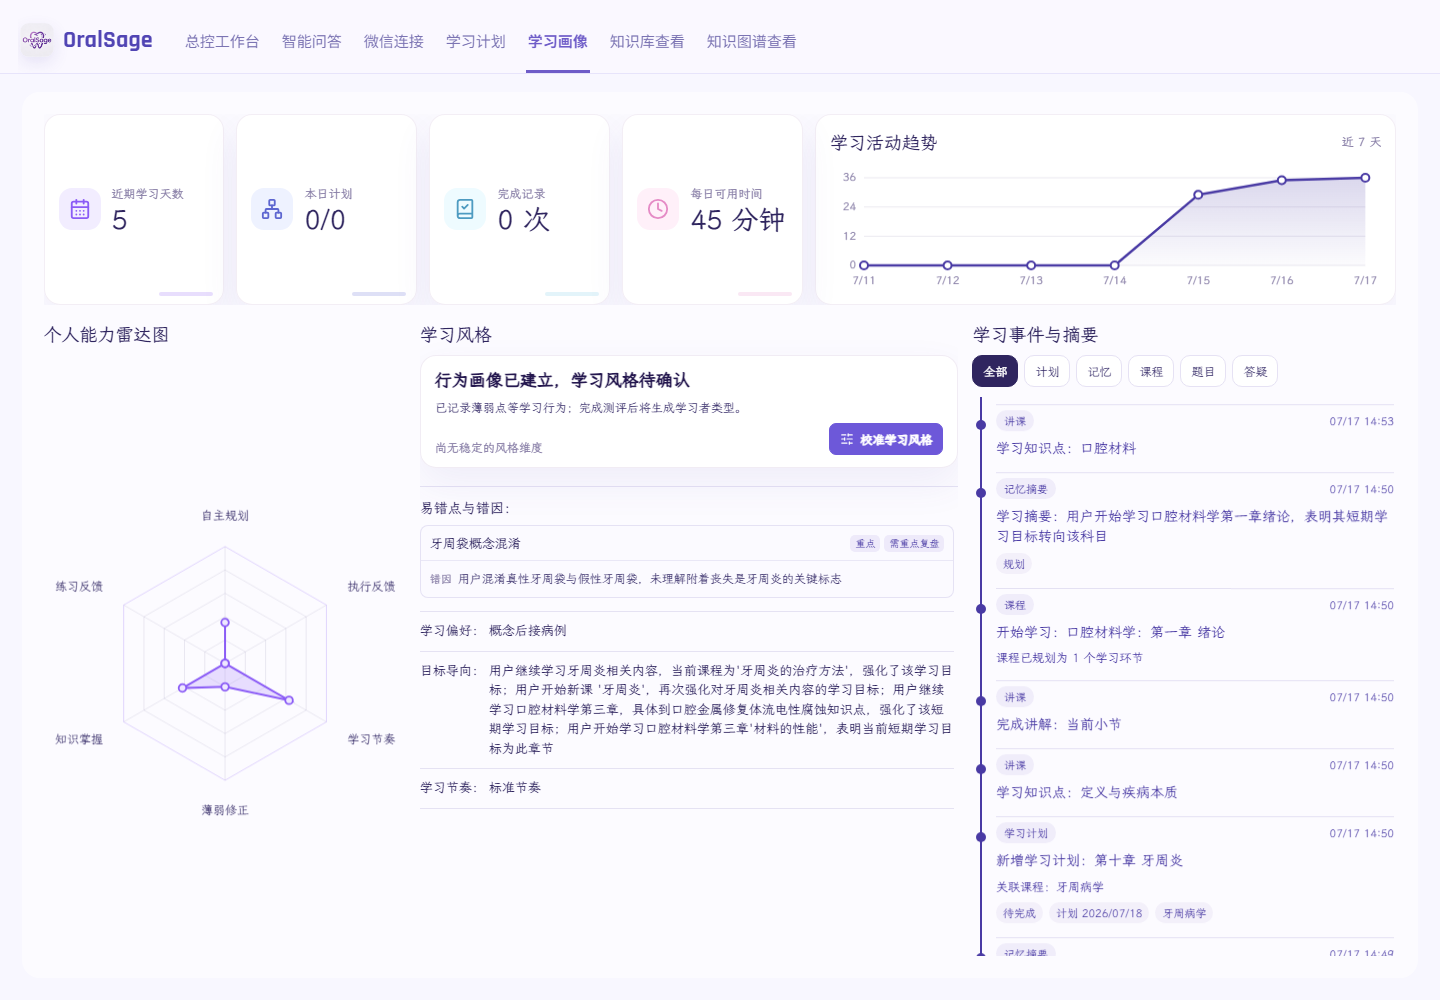 OralSage
OralSage
总控工作台
智能问答
微信连接
学习计划
学习画像
知识库查看
知识图谱查看
近期学习天数
5
本日计划
0/0
完成记录
0 次
每日可用时间
45 分钟
学习活动趋势
近 7 天
36
24
12
0
7/11
7/12
7/13
7/14
7/15
7/16
7/17
个人能力雷达图
自主规划
练习反馈
执行反馈
知识掌握
学习节奏
薄弱修正
学习风格
行为画像已建立，学习风格待确认
已记录薄弱点等学习行为；完成测评后将生成学习者类型。
尚无稳定的风格维度
校准学习风格
易错点与错因：
牙周袋概念混淆
重点
需重点复盘
错因 用户混淆真性牙周袋与假性牙周袋，未理解附着丧失是牙周炎的关键标志
学习偏好： 概念后接病例
目标导向： 用户继续学习牙周炎相关内容，当前课程为'牙周炎的治疗方法'，强化了该学习目
标；用户开始新课 '牙周炎'，再次强化对牙周炎相关内容的学习目标；用户继续
学习口腔材料学第三章，具体到口腔金属修复体流电性腐蚀知识点，强化了该短
期学习目标；用户开始学习口腔材料学第三章'材料的性能'，表明当前短期学习目
标为此章节
学习节奏： 标准节奏
学习事件与摘要
全部
计划
记忆
课程
题目
答疑
讲课
07/17 14:53
学习知识点：口腔材料
记忆摘要
07/17 14:50
学习摘要：用户开始学习口腔材料学第一章绪论，表明其短期学
习目标转向该科目
规划
课程
07/17 14:50
开始学习：口腔材料学：第一章 绪论
课程已规划为 1 个学习环节
讲课
07/17 14:50
完成讲解：当前小节
讲课
07/17 14:50
学习知识点：定义与疾病本质
学习计划
07/17 14:50
新增学习计划：第十章 牙周炎
关联课程：牙周病学
待完成
计划 2026/07/18
牙周病学
记忆摘要
07/17 14:49